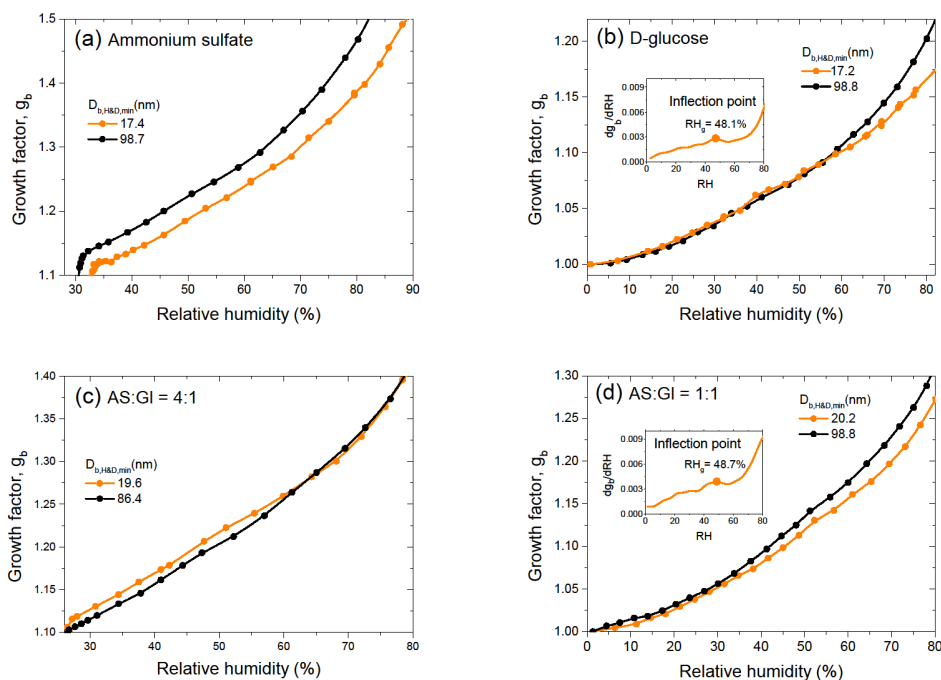 (a) Ammonium sulfate
D_b,H&D,min(nm)
17.4
98.7
Growth factor, g_b
1.5
1.4
1.3
1.2
1.1
30 40 50 60 70 80 90
Relative humidity (%)
(b) D-glucose
D_b,H&D,min(nm)
17.2
98.8
Growth factor, g_b
1.20
1.15
1.10
1.05
1.00
dg_b/dRH
0.009
0.006
0.003
0.000
Inflection point
RH_g= 48.1%
0 20 40 60 80
RH
0 10 20 30 40 50 60 70 80
Relative humidity (%)
(c) AS:Gl = 4:1
D_b,H&D,min(nm)
19.6
86.4
Growth factor, g_b
1.40
1.30
1.20
1.10
30 40 50 60 70 80
Relative humidity (%)
(d) AS:Gl = 1:1
D_b,H&D,min(nm)
20.2
98.8
Growth factor, g_b
1.30
1.25
1.20
1.15
1.10
1.05
1.00
dg_b/dRH
0.009
0.006
0.003
0.000
Inflection point
RH_g= 48.7%
0 20 40 60 80
RH
0 10 20 30 40 50 60 70 80
Relative humidity (%)